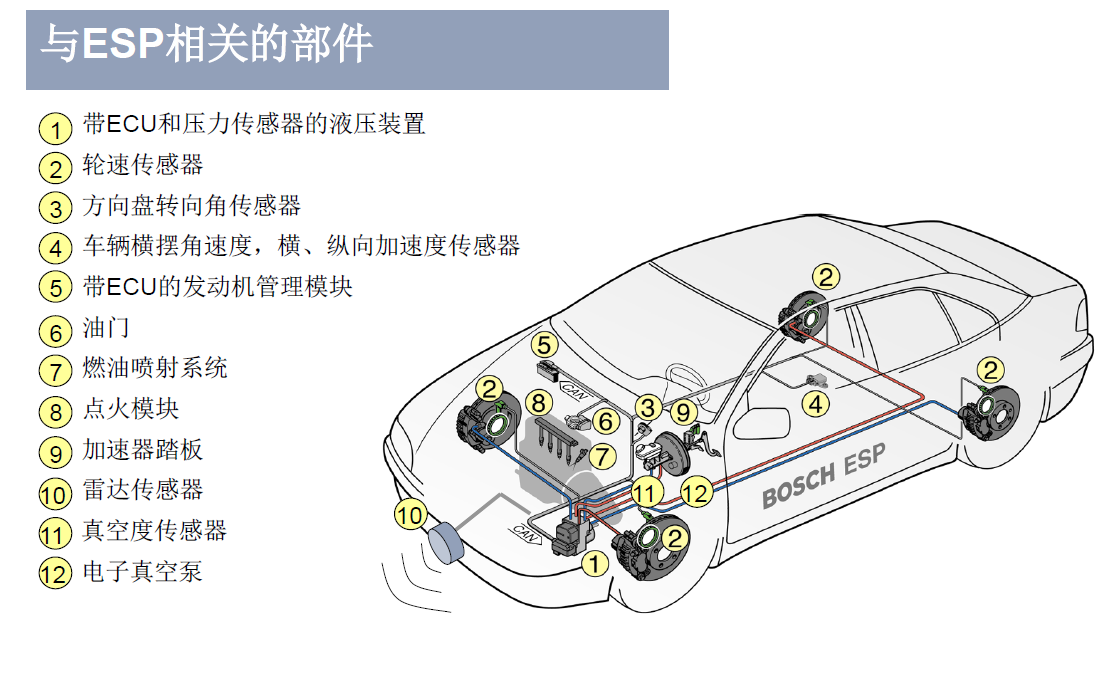 与ESP相关的部件
1 带ECU和压力传感器的液压装置
2 轮速传感器
3 方向盘转向角传感器
4 车辆横摆角速度，横、纵向加速度传感器
5 带ECU的发动机管理模块
6 油门
7 燃油喷射系统
8 点火模块
9 加速器踏板
10 雷达传感器
11 真空度传感器
12 电子真空泵
2
5
CAN
2
8
6
3
9
4
2
7
11
12
10
CAN
1
2
BOSCH ESP